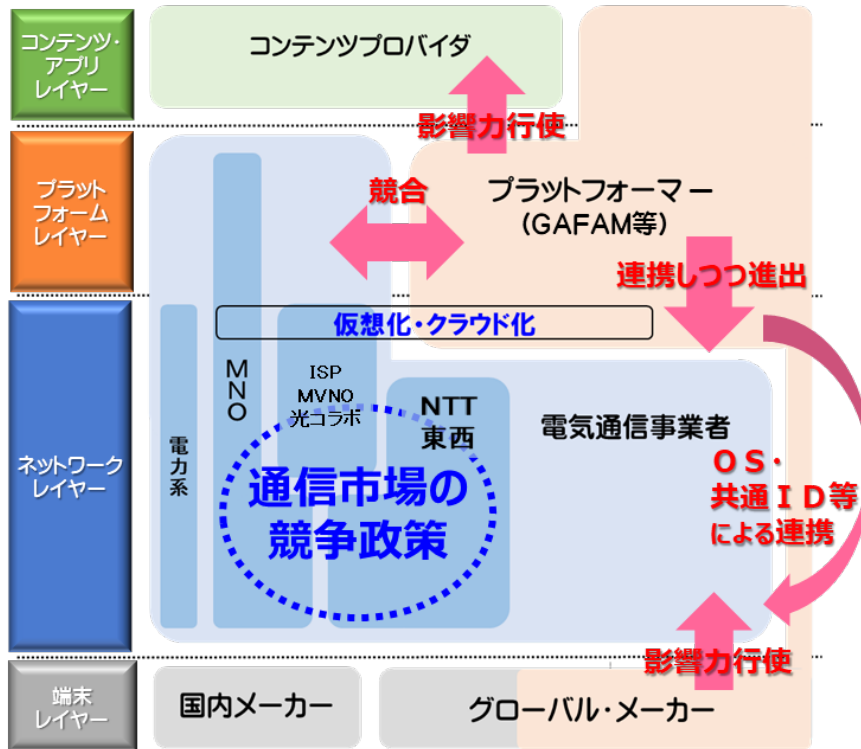 コンテンツ・
アプリ
レイヤー
コンテンツプロバイダ
影響力行使
プラット
フォーム
レイヤー
競合
プラットフォーマー
（GAFAM等）
連携しつつ進出
仮想化・クラウド化
ネットワーク
レイヤー
電力系
MNO
ISP
MVNO
光コラボ
NTT
東西
電気通信事業者
通信市場の
競争政策
ＯＳ・
共通ＩＤ等
による連携
影響力行使
端末
レイヤー
国内メーカー
グローバル・メーカー